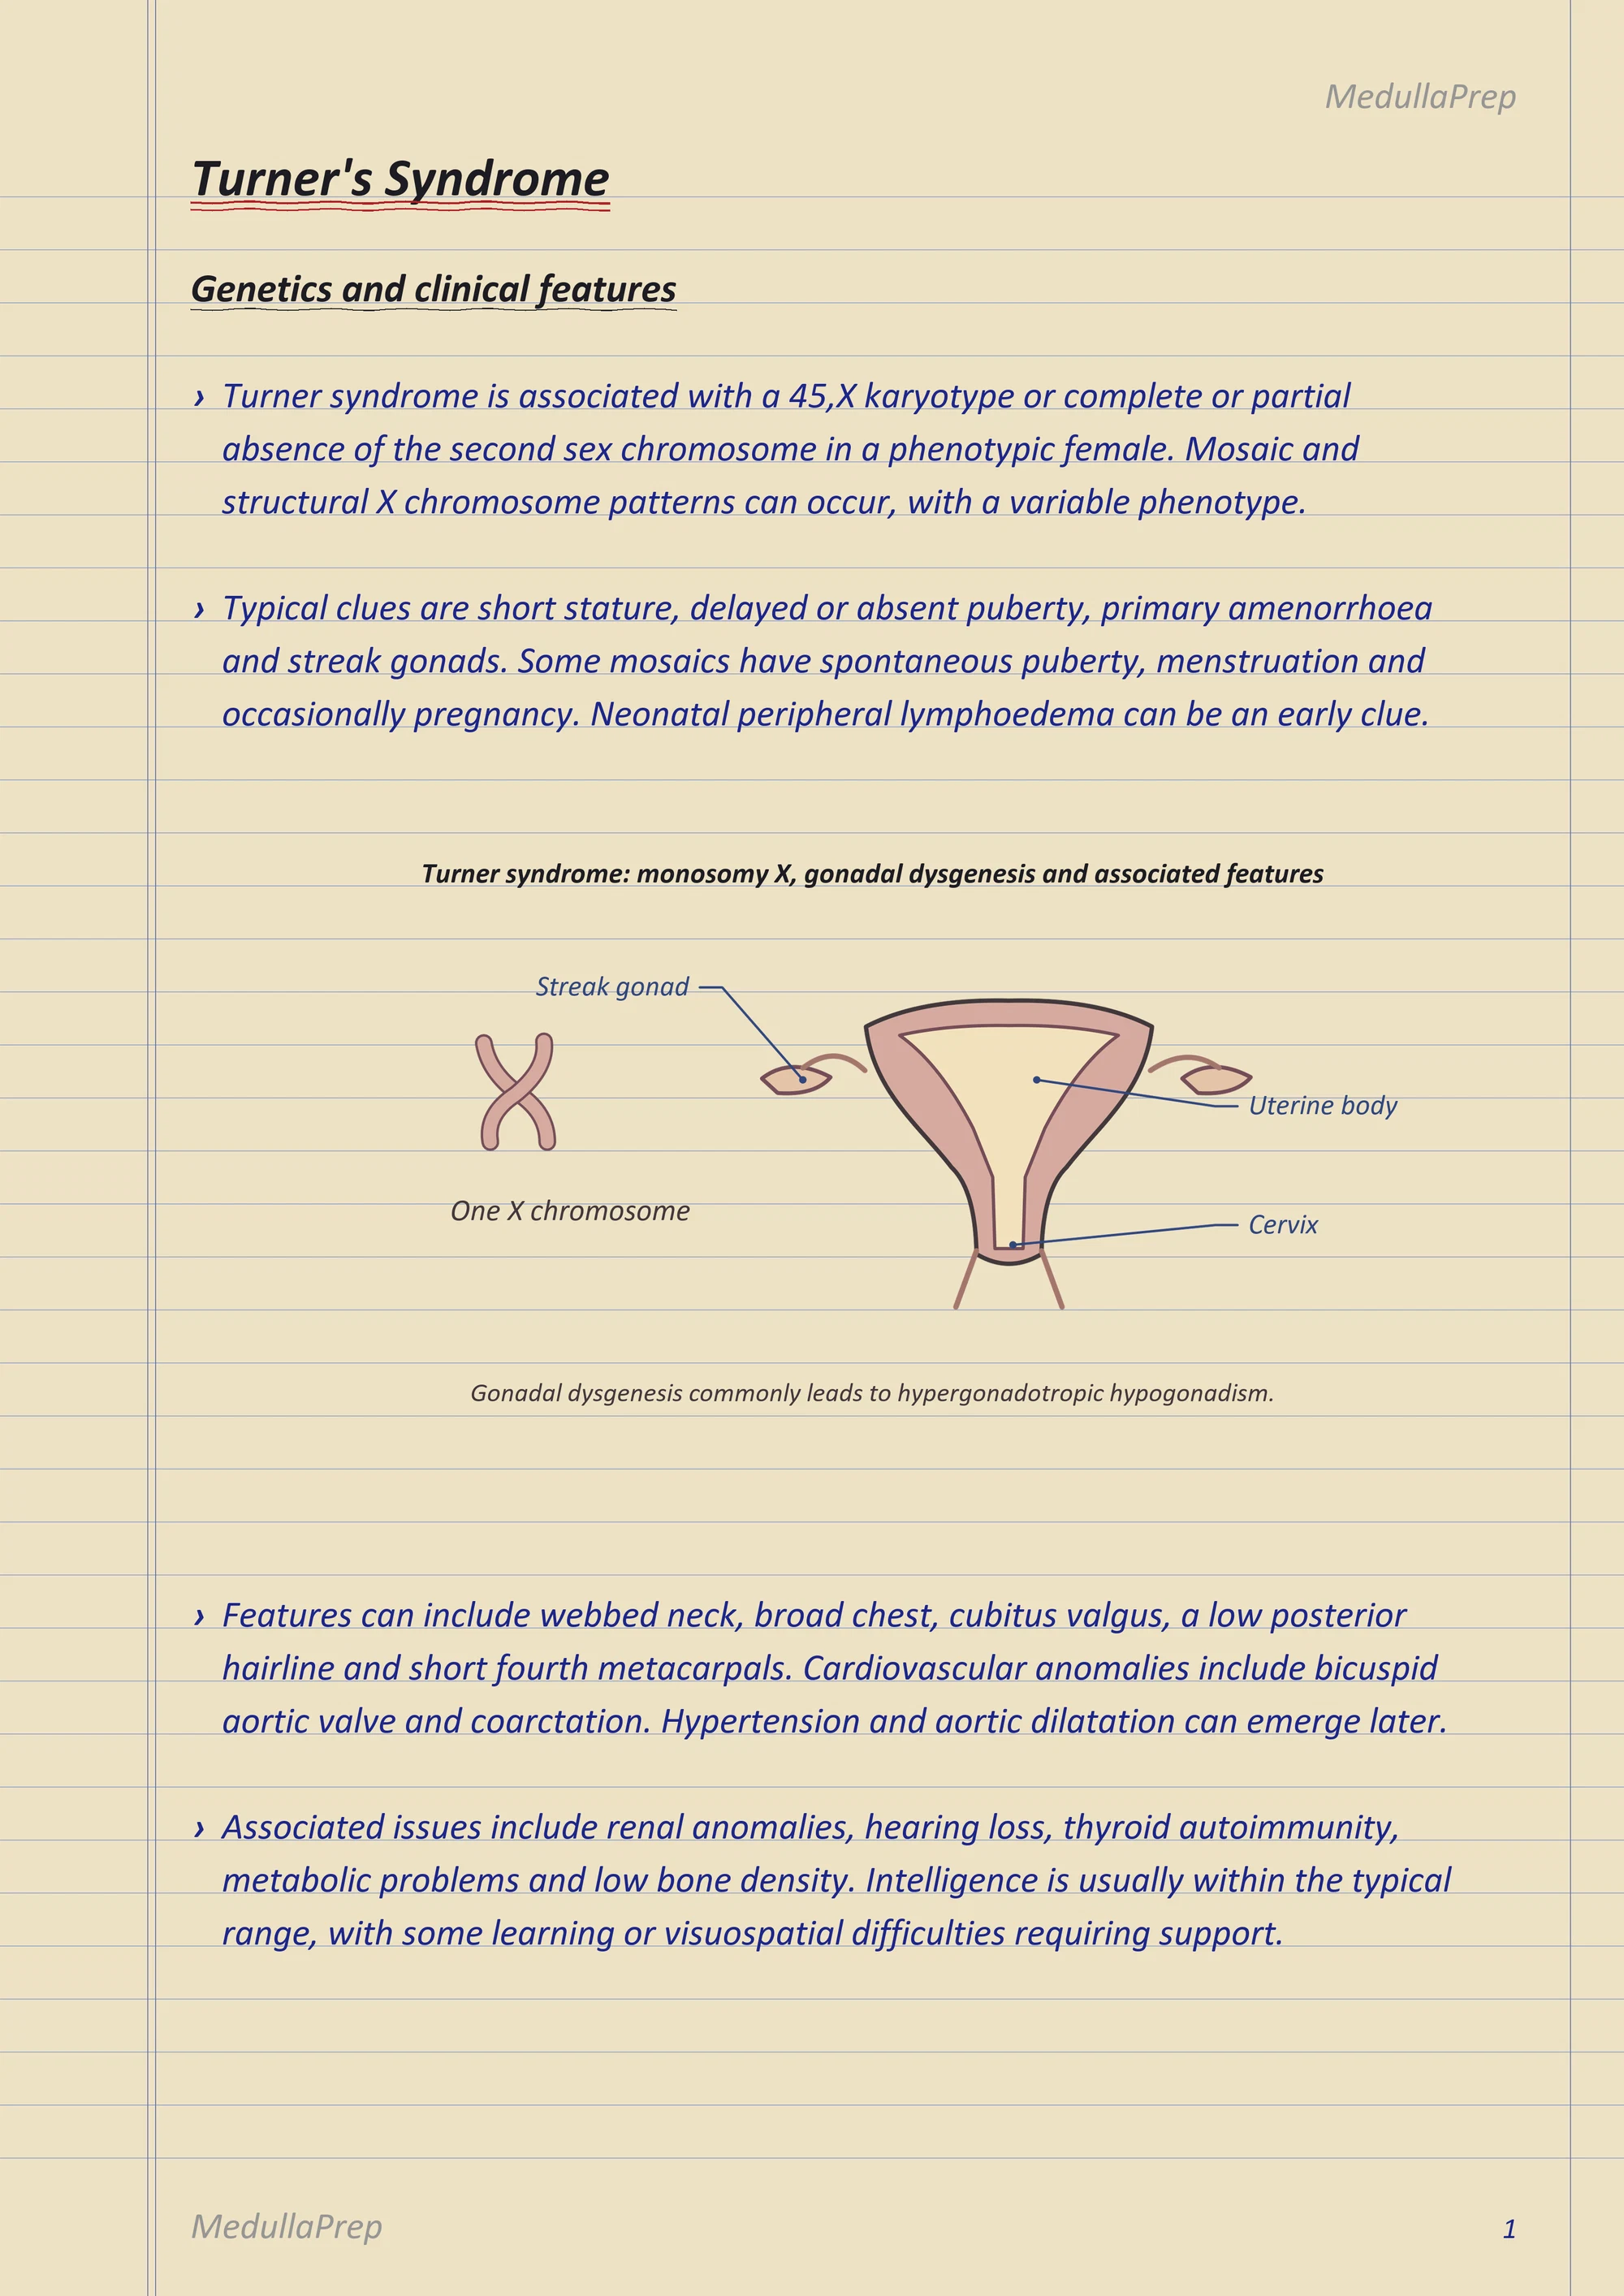 MedullaPrep
Turner's Syndrome
Genetics and clinical features
› Turner syndrome is associated with a 45,X karyotype or complete or partial
absence of the second sex chromosome in a phenotypic female. Mosaic and
structural X chromosome patterns can occur, with a variable phenotype.
› Typical clues are short stature, delayed or absent puberty, primary amenorrhoea
and streak gonads. Some mosaics have spontaneous puberty, menstruation and
occasionally pregnancy. Neonatal peripheral lymphoedema can be an early clue.
Turner syndrome: monosomy X, gonadal dysgenesis and associated features
Streak gonad
Uterine body
One X chromosome
Cervix
Gonadal dysgenesis commonly leads to hypergonadotropic hypogonadism.
› Features can include webbed neck, broad chest, cubitus valgus, a low posterior
hairline and short fourth metacarpals. Cardiovascular anomalies include bicuspid
aortic valve and coarctation. Hypertension and aortic dilatation can emerge later.
› Associated issues include renal anomalies, hearing loss, thyroid autoimmunity,
metabolic problems and low bone density. Intelligence is usually within the typical
range, with some learning or visuospatial difficulties requiring support.
MedullaPrep
1